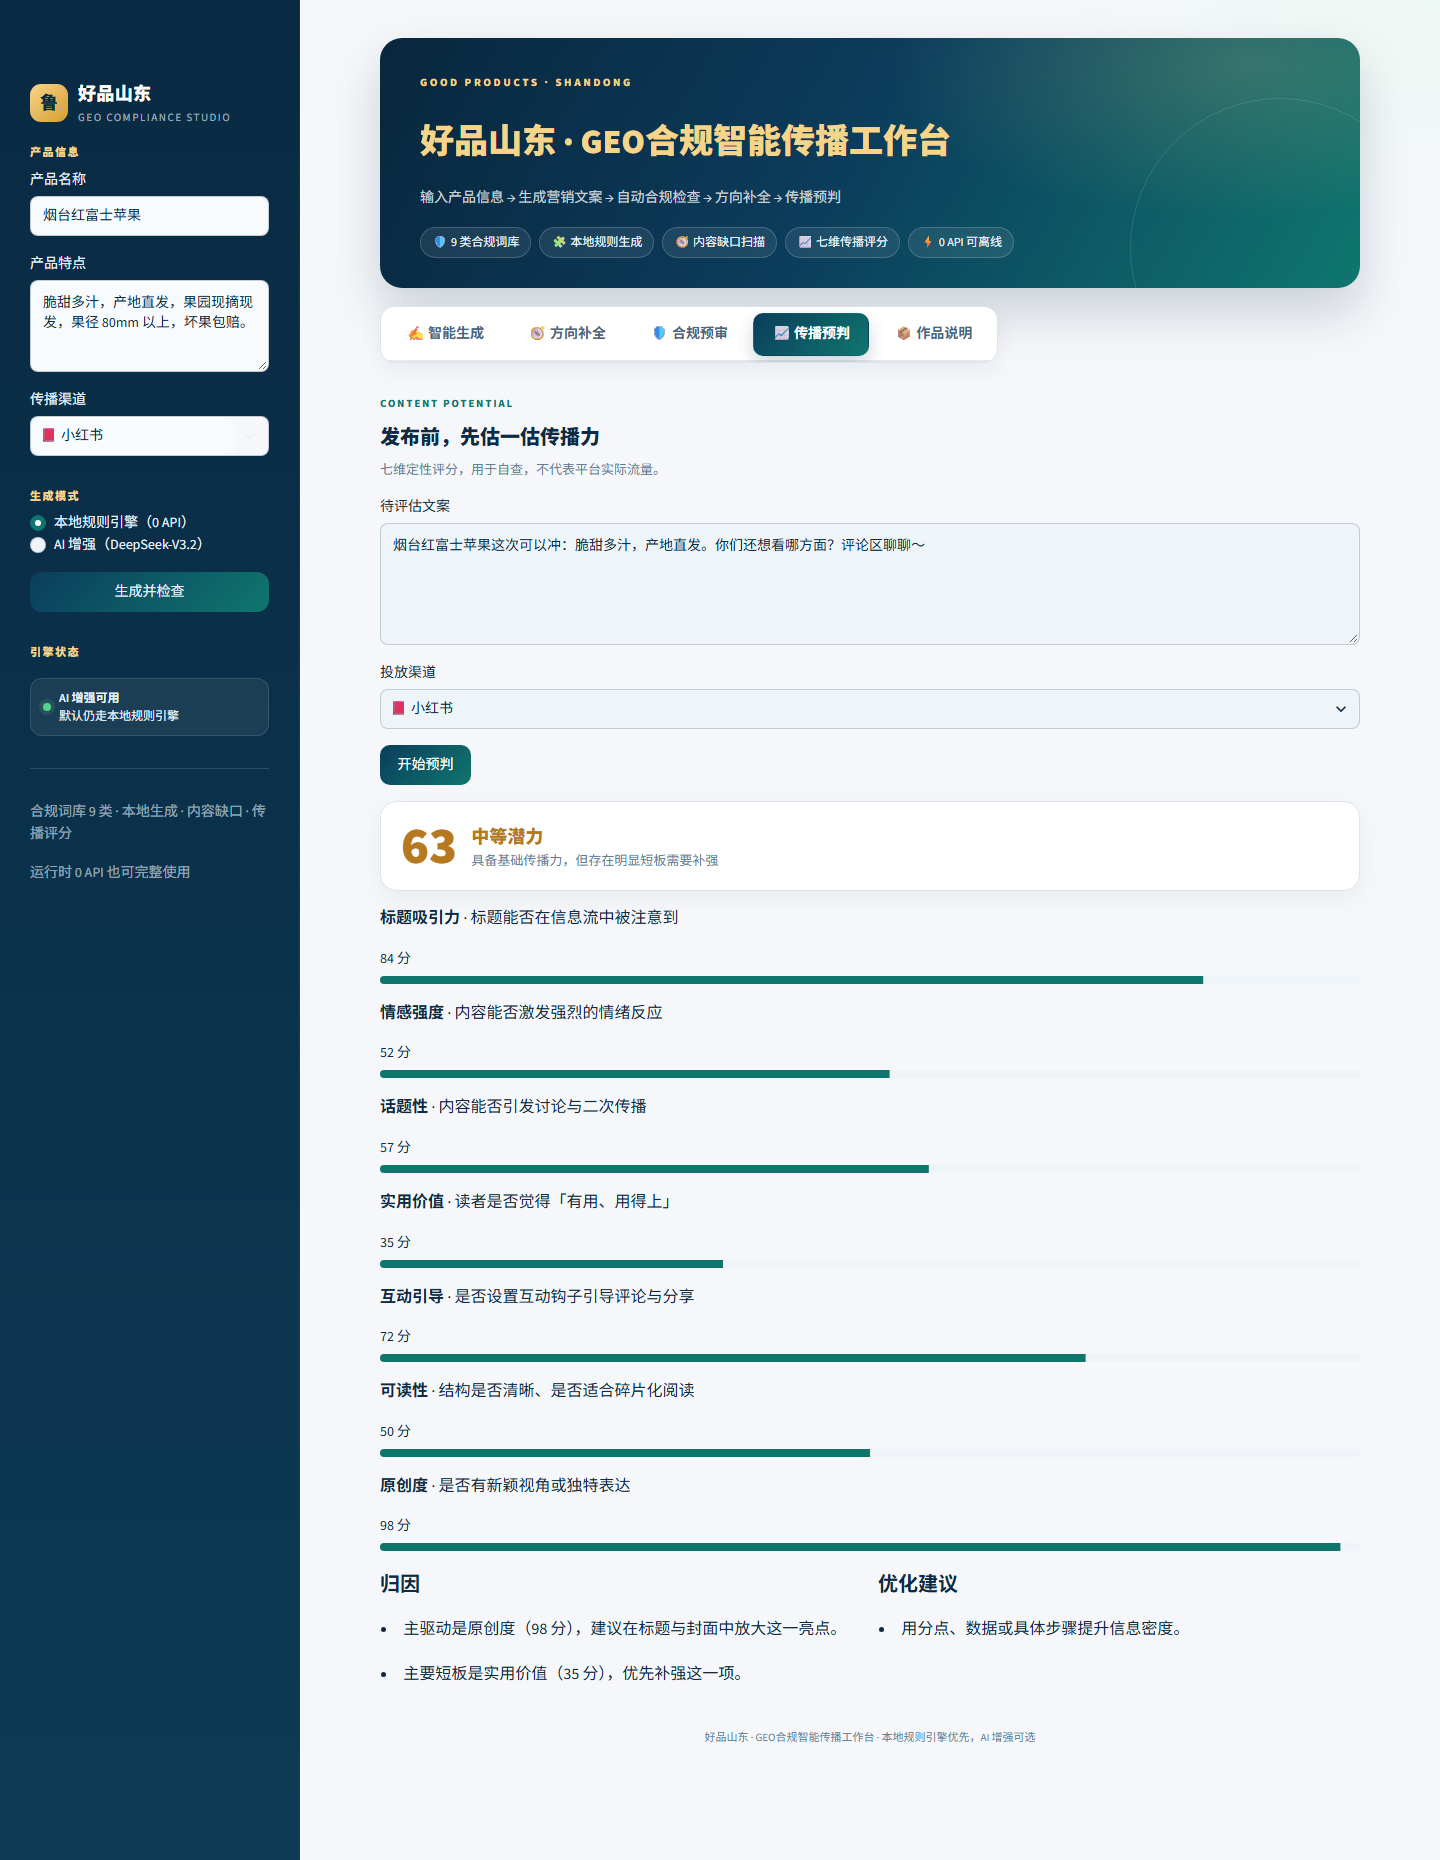 鲁
好品山东
GEO COMPLIANCE STUDIO
产品信息
产品名称
烟台红富士苹果
产品特点
脆甜多汁，产地直发，果园现摘现
发，果径 80mm 以上，坏果包赔。
传播渠道
小红书
生成模式
本地规则引擎（0 API）
AI 增强（DeepSeek-V3.2）
生成并检查
引擎状态
AI 增强可用
默认仍走本地规则引擎
合规词库 9 类 · 本地生成 · 内容缺口 · 传
播评分
运行时 0 API 也可完整使用
GOOD PRODUCTS · SHANDONG
好品山东 · GEO合规智能传播工作台
输入产品信息 → 生成营销文案 → 自动合规检查 → 方向补全 → 传播预判
9 类合规词库 本地规则生成 内容缺口扫描 七维传播评分 0 API 可离线
智能生成 方向补全 合规预审 传播预判 作品说明
CONTENT POTENTIAL
发布前，先估一估传播力
七维定性评分，用于自查，不代表平台实际流量。
待评估文案
烟台红富士苹果这次可以冲：脆甜多汁，产地直发。你们还想看哪方面？评论区聊聊～
投放渠道
小红书
开始预判
63 中等潜力
具备基础传播力，但存在明显短板需要补强
标题吸引力 · 标题能否在信息流中被注意到
84 分
情感强度 · 内容能否激发强烈的情绪反应
52 分
话题性 · 内容能否引发讨论与二次传播
57 分
实用价值 · 读者是否觉得「有用、用得上」
35 分
互动引导 · 是否设置互动钩子引导评论与分享
72 分
可读性 · 结构是否清晰、是否适合碎片化阅读
50 分
原创度 · 是否有新颖视角或独特表达
98 分
归因
主驱动是原创度（98 分），建议在标题与封面中放大这一亮点。
主要短板是实用价值（35 分），优先补强这一项。
优化建议
用分点、数据或具体步骤提升信息密度。
好品山东 · GEO合规智能传播工作台 · 本地规则引擎优先，AI 增强可选